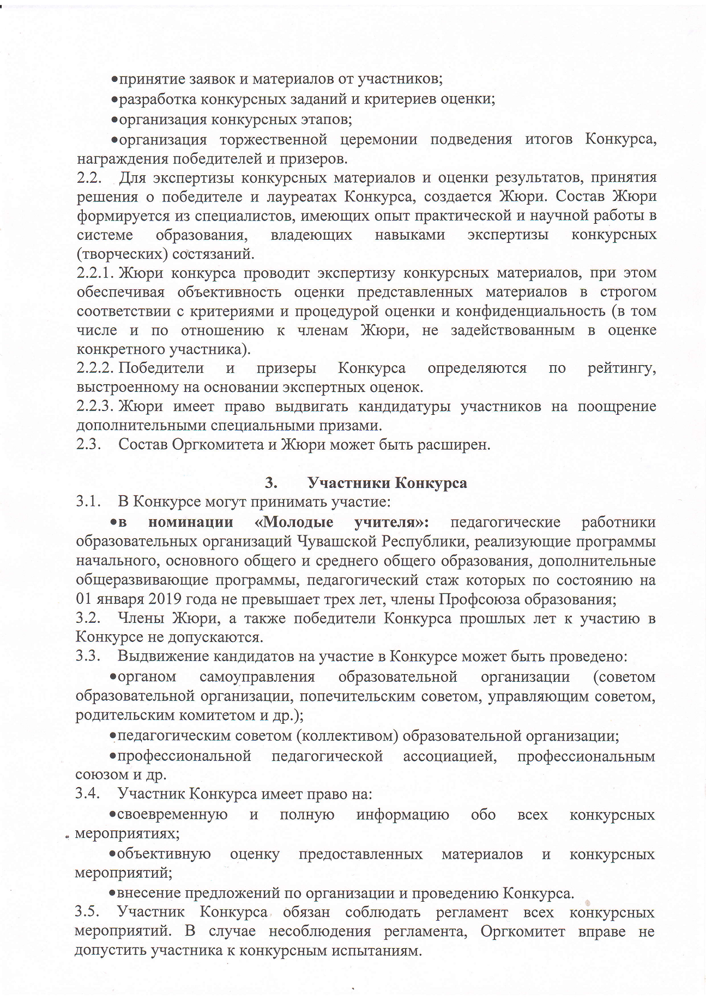 •принятие заявок и материалов от участников;
•разработка конкурсных заданий и критериев оценки;
•организация конкурсных этапов;
•организация торжественной церемонии подведения итогов Конкурса,
награждения победителей и призеров.
2.2. Для экспертизы конкурсных материалов и оценки результатов, принятия
решения о победителе и лауреатах Конкурса, создается Жюри. Состав Жюри
формируется из специалистов, имеющих опыт практической и научной работы в
системе образования, владеющих навыками экспертизы конкурсных
(творческих) состязаний.
2.2.1. Жюри конкурса проводит экспертизу конкурсных материалов, при этом
обеспечивая объективность оценки представленных материалов в строгом
соответствии с критериями и процедурой оценки и конфиденциальность (в том
числе и по отношению к членам Жюри, не задействованным в оценке
конкретного участника).
2.2.2. Победители и призеры Конкурса определяются по рейтингу,
выстроенному на основании экспертных оценок.
2.2.3. Жюри имеет право выдвигать кандидатуры участников на поощрение
дополнительными специальными призами.
2.3. Состав Оргкомитета и Жюри может быть расширен.
3. Участники Конкурса
3.1. В Конкурсе могут принимать участие:
•в номинации «Молодые учителя»: педагогические работники
образовательных организаций Чувашской Республики, реализующие программы
начального, основного общего и среднего общего образования, дополнительные
общеразвивающие программы, педагогический стаж которых по состоянию на
01 января 2019 года не превышает трех лет, члены Профсоюза образования;
3.2. Члены Жюри, а также победители Конкурса прошлых лет к участию в
Конкурсе не допускаются.
3.3. Выдвижение кандидатов на участие в Конкурсе может быть проведено:
•органом самоуправления образовательной организации (советом
образовательной организации, попечительским советом, управляющим советом,
родительским комитетом и др.);
•педагогическим советом (коллективом) образовательной организации;
•профессиональной педагогической ассоциацией, профессиональным
союзом и др.
3.4. Участник Конкурса имеет право на:
•своевременную и полную информацию обо всех конкурсных
мероприятиях;
•объективную оценку предоставленных материалов и конкурсных
мероприятий;
•внесение предложений по организации и проведению Конкурса.
3.5. Участник Конкурса обязан соблюдать регламент всех конкурсных
мероприятий. В случае несоблюдения регламента, Оргкомитет вправе не
допустить участника к конкурсным испытаниям.